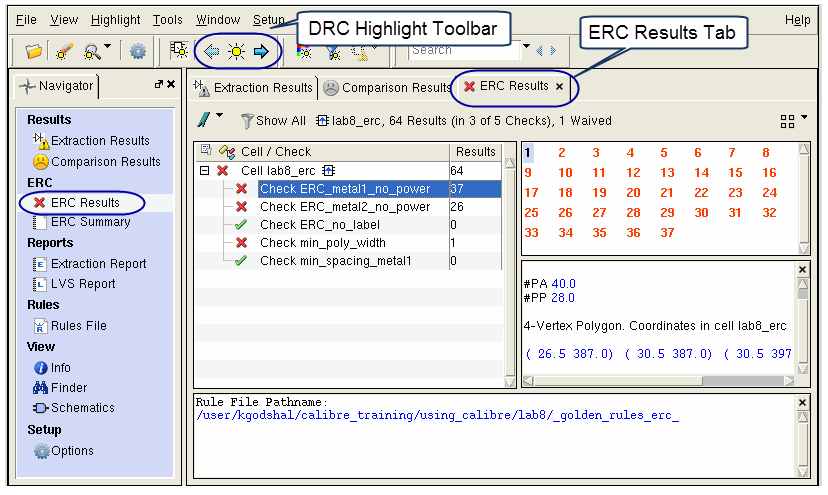 File View Highlight Tools Window Setup Help
DRC Highlight Toolbar
ERC Results Tab
Search
Navigator
Extraction Results Comparison Results ERC Results
Results
Extraction Results
Comparison Results
ERC
ERC Results
ERC Summary
Reports
Extraction Report
LVS Report
Rules
Rules File
View
Info
Finder
Schematics
Setup
Options
Show All lab8_erc, 64 Results (in 3 of 5 Checks), 1 Waived
Cell / Check Results
Cell lab8_erc 64
Check ERC_metal1_no_power 37
Check ERC_metal2_no_power 26
Check ERC_no_label 0
Check min_poly_width 1
Check min_spacing_metal1 0
1 2 3 4 5 6 7 8
9 10 11 12 13 14 15 16
17 18 19 20 21 22 23 24
25 26 27 28 29 30 31 32
33 34 35 36 37
#PA 40.0
#PP 28.0
4-Vertex Polygon. Coordinates in cell lab8_erc
( 26.5 387.0) ( 30.5 387.0) ( 30.5 397
Rule File Pathname:
/user/kgodshal/calibre_training/using_calibre/lab8/_golden_rules_erc_